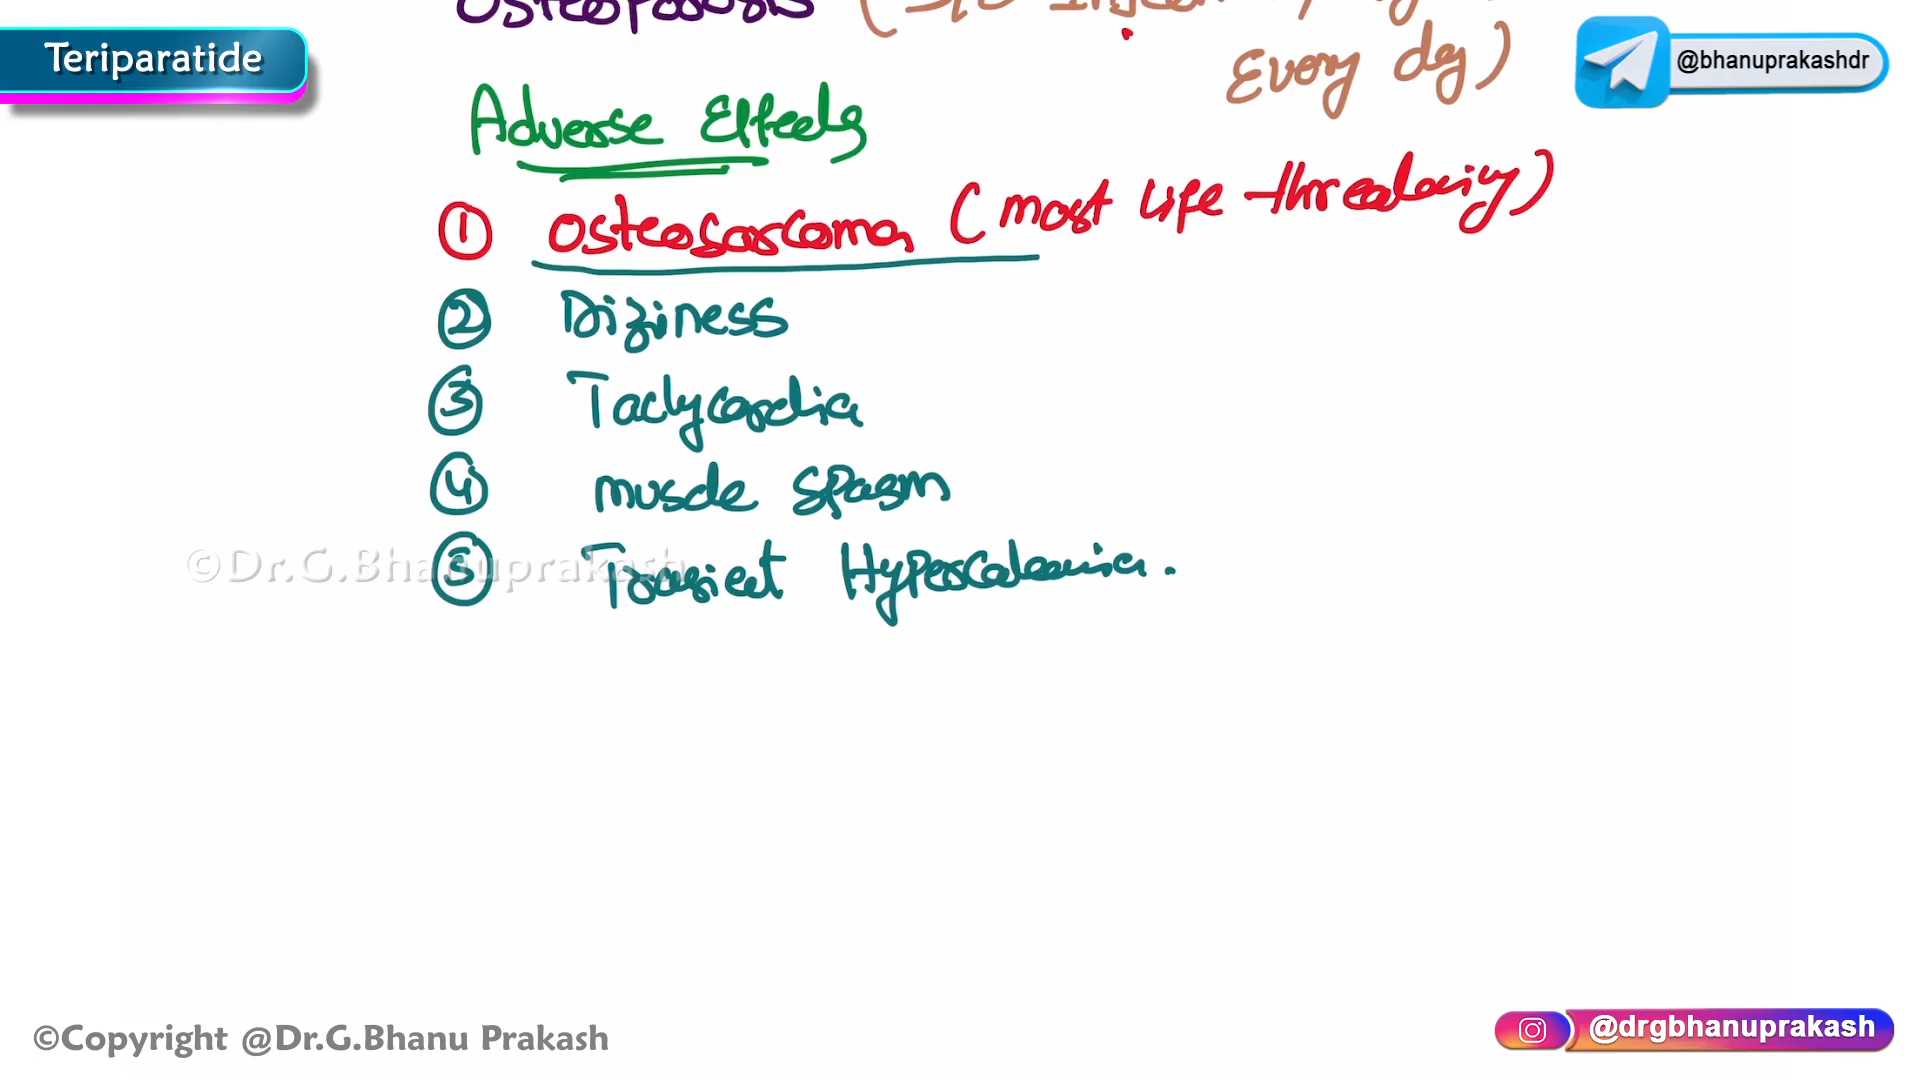 Osteoporosis (S/C
Teriparatide
@bhanuprakashdr
Every day)
Adverse Effects
① Osteosarcoma (most life-threatening)
② Diziness
③ Tachycardia
④ muscle spasm
⑤ Transient Hypercalcemia.
©Dr.G.Bhanuprakash
©Copyright @Dr.G.Bhanu Prakash
@drgbhanuprakash